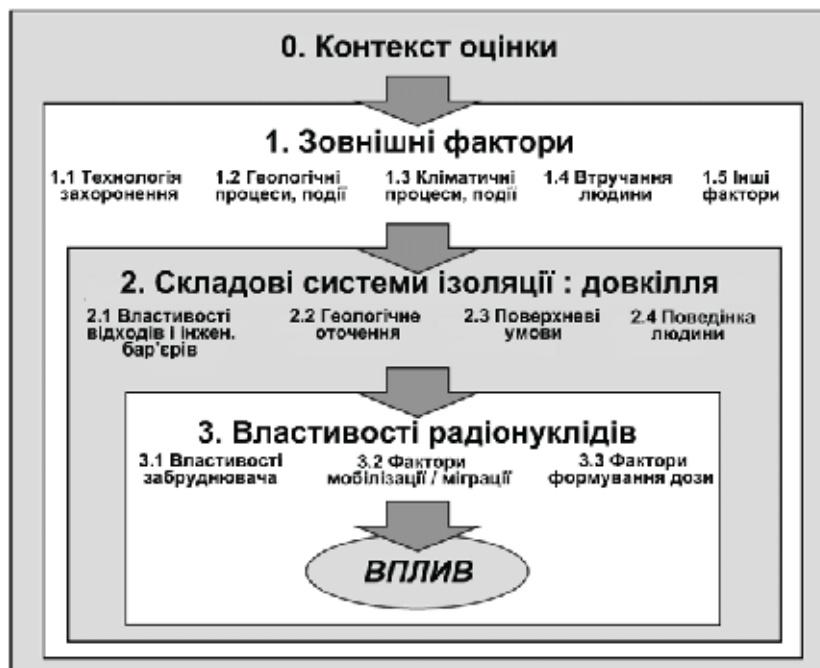 0. Контекст оцінки
1. Зовнішні фактори
1.1 Технологія захоронення
1.2 Геологічні процеси, події
1.3 Кліматичні процеси, події
1.4 Втручання людини
1.5 Інші фактори
2. Складові системи ізоляції : довкілля
2.1 Властивості відходів і інжен. бар'єрів
2.2 Геологічне оточення
2.3 Поверхневі умови
2.4 Поведінка людини
3. Властивості радіонуклідів
3.1 Властивості забруднювача
3.2 Фактори мобілізації / міграції
3.3 Фактори формування дози
ВПЛИВ